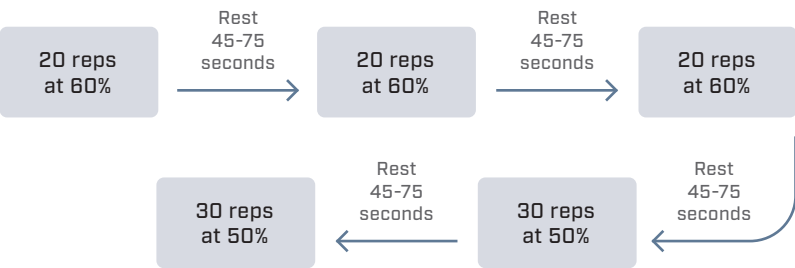 20 reps
at 60%
Rest
45-75
seconds
20 reps
at 60%
Rest
45-75
seconds
20 reps
at 60%
Rest
45-75
seconds
30 reps
at 50%
Rest
45-75
seconds
30 reps
at 50%